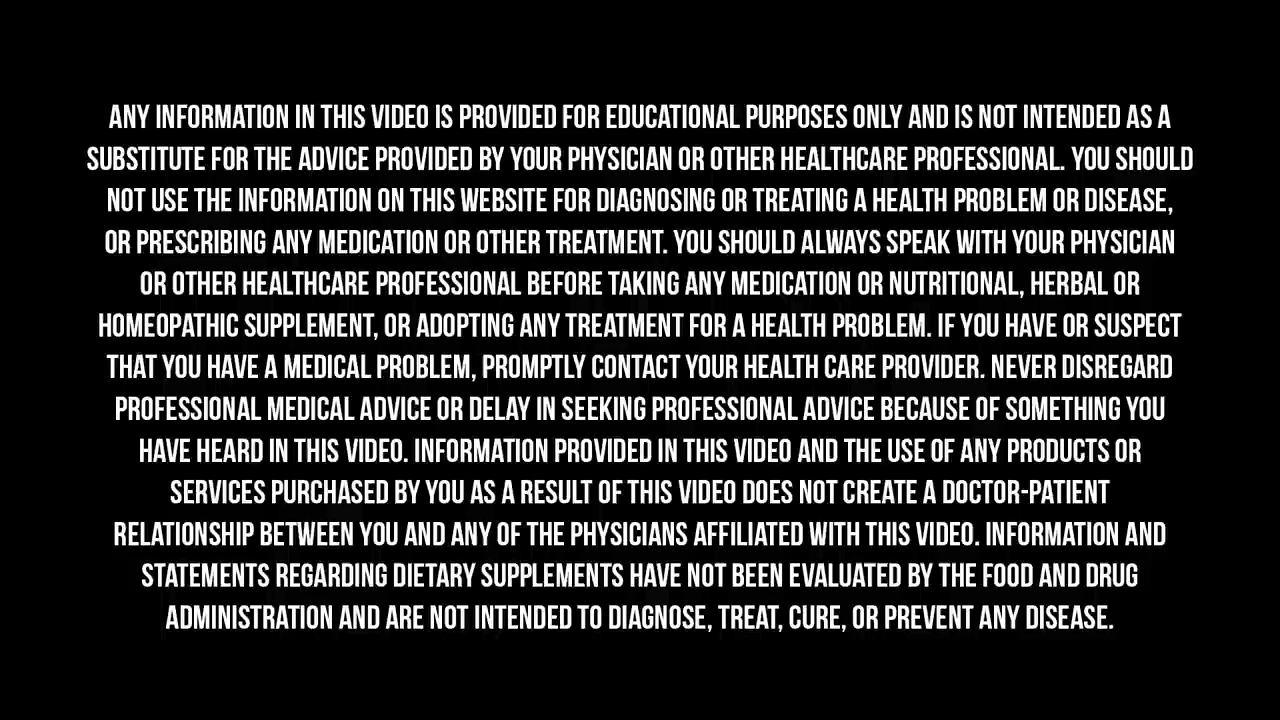 ANY INFORMATION IN THIS VIDEO IS PROVIDED FOR EDUCATIONAL PURPOSES ONLY AND IS NOT INTENDED AS A
SUBSTITUTE FOR THE ADVICE PROVIDED BY YOUR PHYSICIAN OR OTHER HEALTHCARE PROFESSIONAL. YOU SHOULD
NOT USE THE INFORMATION ON THIS WEBSITE FOR DIAGNOSING OR TREATING A HEALTH PROBLEM OR DISEASE,
OR PRESCRIBING ANY MEDICATION OR OTHER TREATMENT. YOU SHOULD ALWAYS SPEAK WITH YOUR PHYSICIAN
OR OTHER HEALTHCARE PROFESSIONAL BEFORE TAKING ANY MEDICATION OR NUTRITIONAL, HERBAL OR
HOMEOPATHIC SUPPLEMENT, OR ADOPTING ANY TREATMENT FOR A HEALTH PROBLEM. IF YOU HAVE OR SUSPECT
THAT YOU HAVE A MEDICAL PROBLEM, PROMPTLY CONTACT YOUR HEALTH CARE PROVIDER. NEVER DISREGARD
PROFESSIONAL MEDICAL ADVICE OR DELAY IN SEEKING PROFESSIONAL ADVICE BECAUSE OF SOMETHING YOU
HAVE HEARD IN THIS VIDEO. INFORMATION PROVIDED IN THIS VIDEO AND THE USE OF ANY PRODUCTS OR
SERVICES PURCHASED BY YOU AS A RESULT OF THIS VIDEO DOES NOT CREATE A DOCTOR-PATIENT
RELATIONSHIP BETWEEN YOU AND ANY OF THE PHYSICIANS AFFILIATED WITH THIS VIDEO. INFORMATION AND
STATEMENTS REGARDING DIETARY SUPPLEMENTS HAVE NOT BEEN EVALUATED BY THE FOOD AND DRUG
ADMINISTRATION AND ARE NOT INTENDED TO DIAGNOSE, TREAT, CURE, OR PREVENT ANY DISEASE.